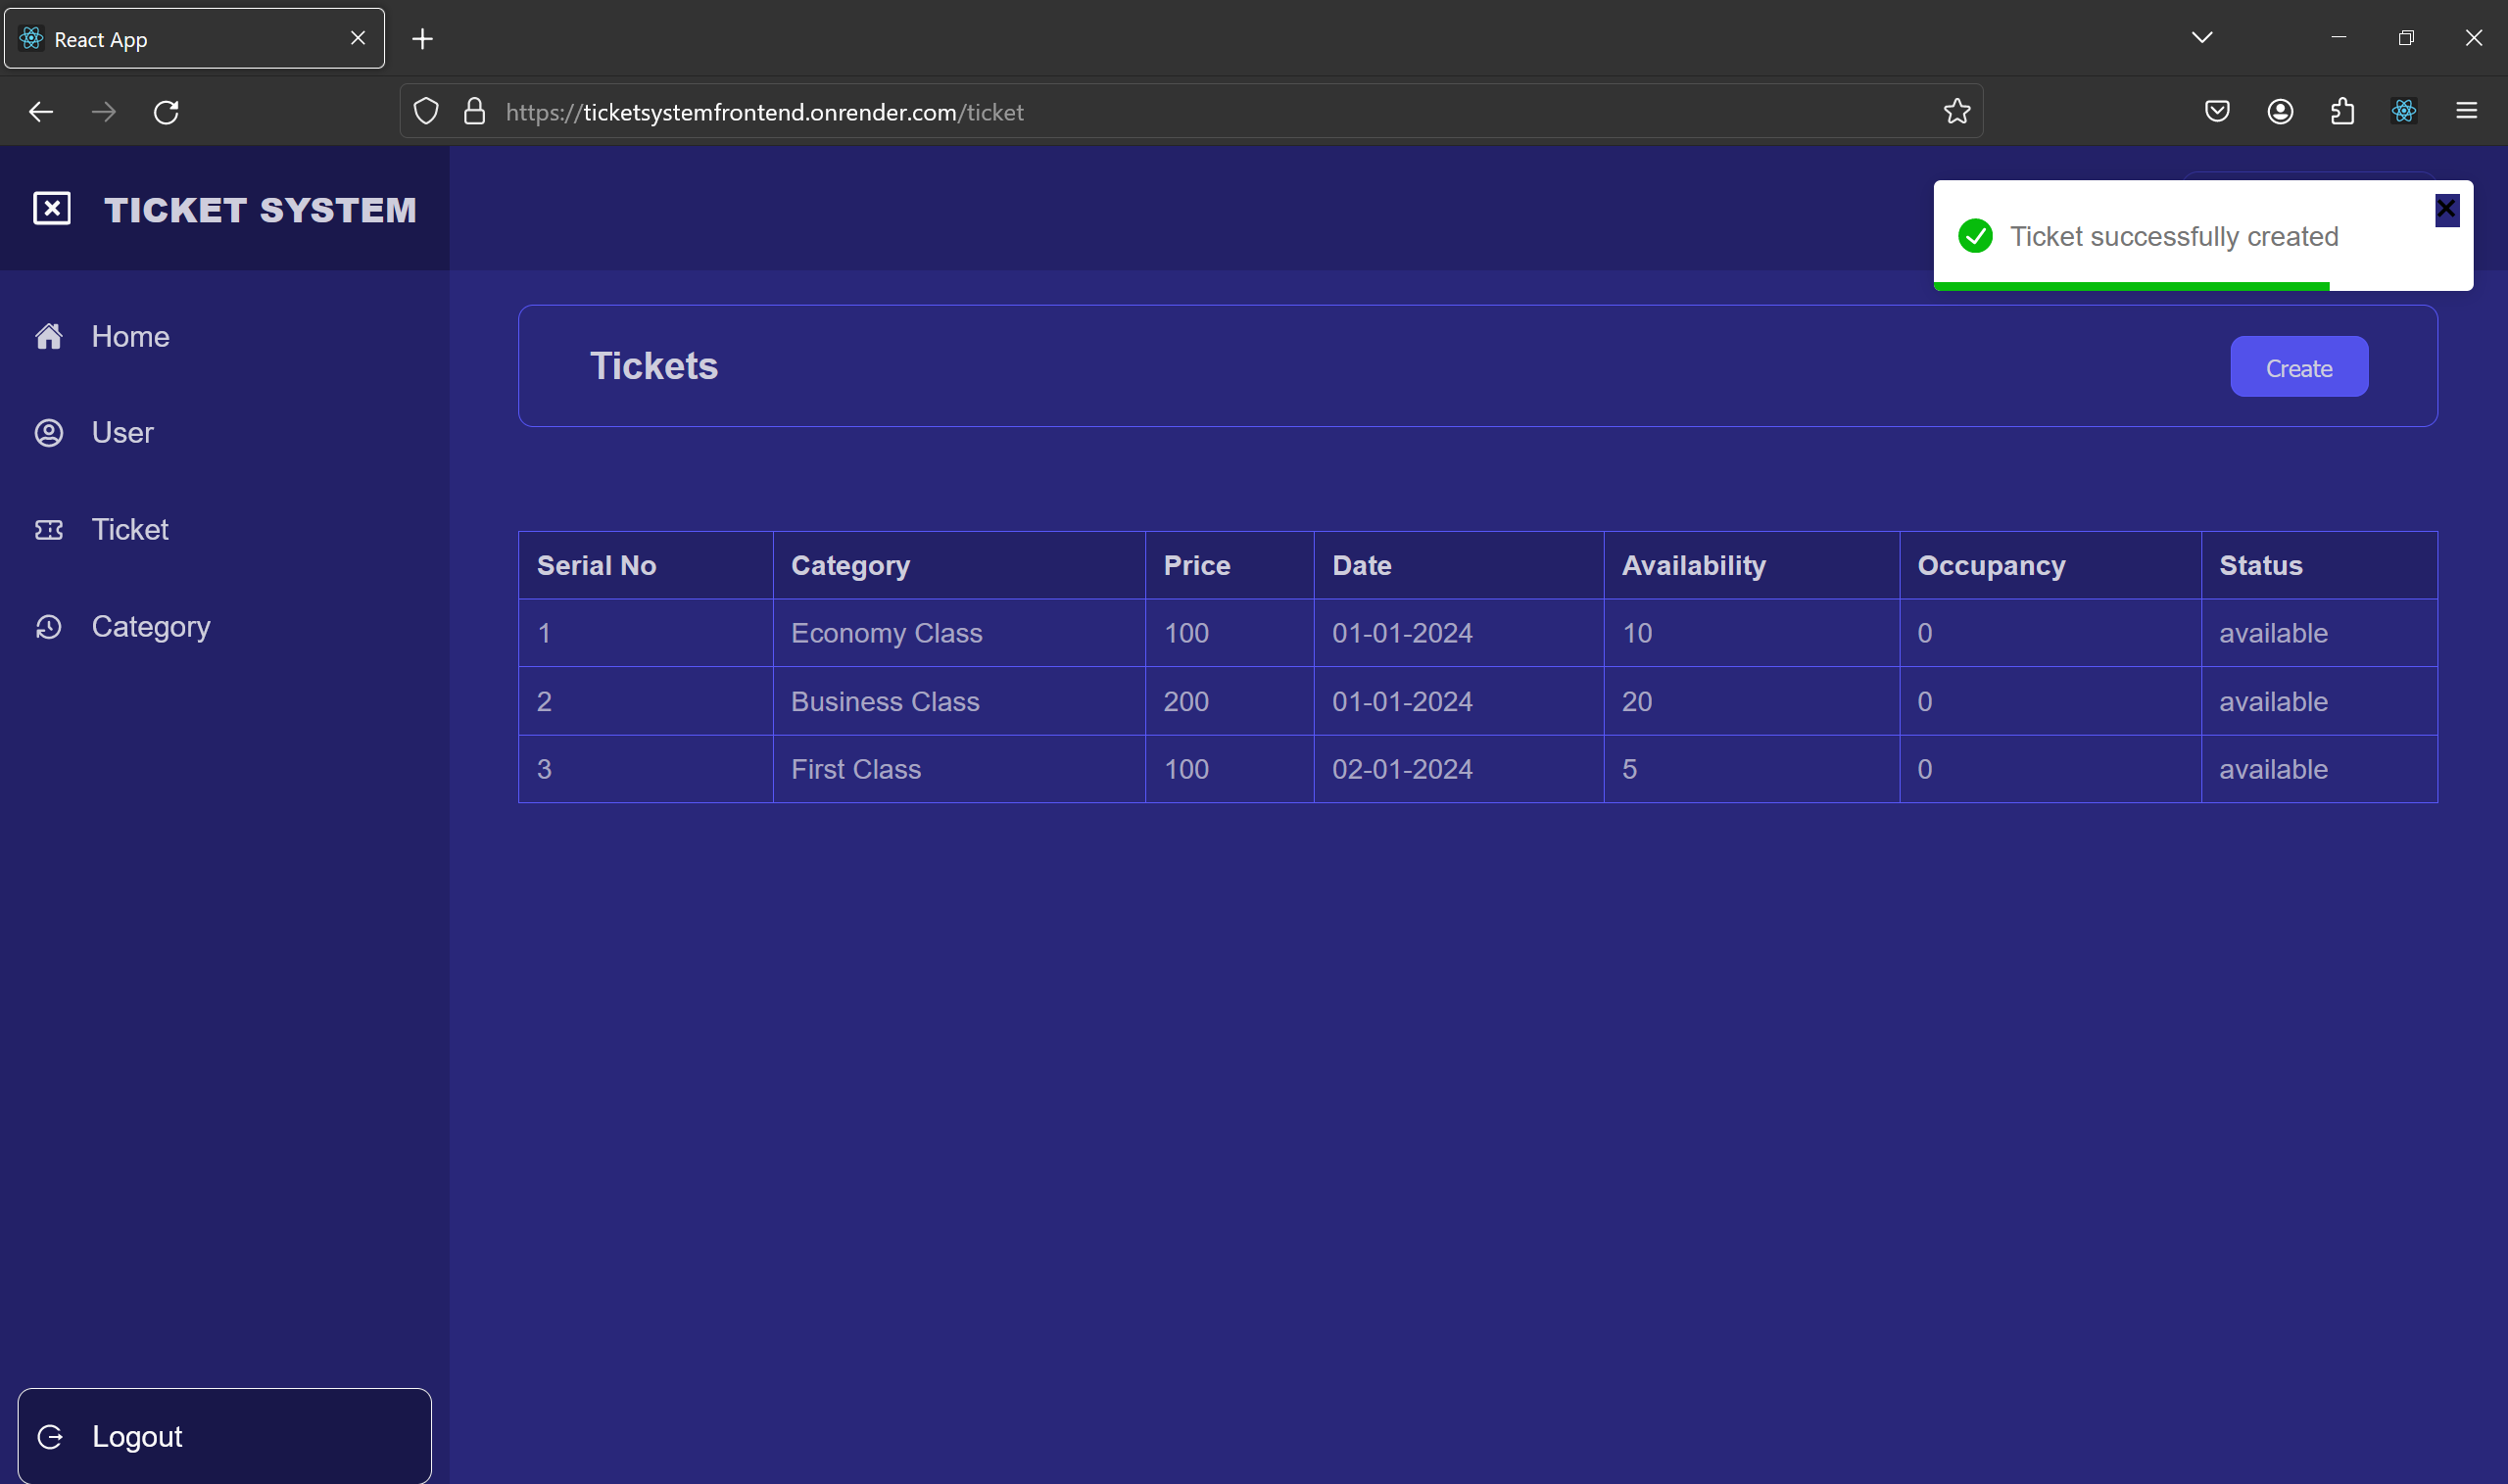 React App
https://ticketsystemfrontend.onrender.com/ticket
TICKET SYSTEM
Ticket successfully created
Home
User
Ticket
Category
Logout
Tickets
Create
Serial No Category Price Date Availability Occupancy Status
1 Economy Class 100 01-01-2024 10 0 available
2 Business Class 200 01-01-2024 20 0 available
3 First Class 100 02-01-2024 5 0 available